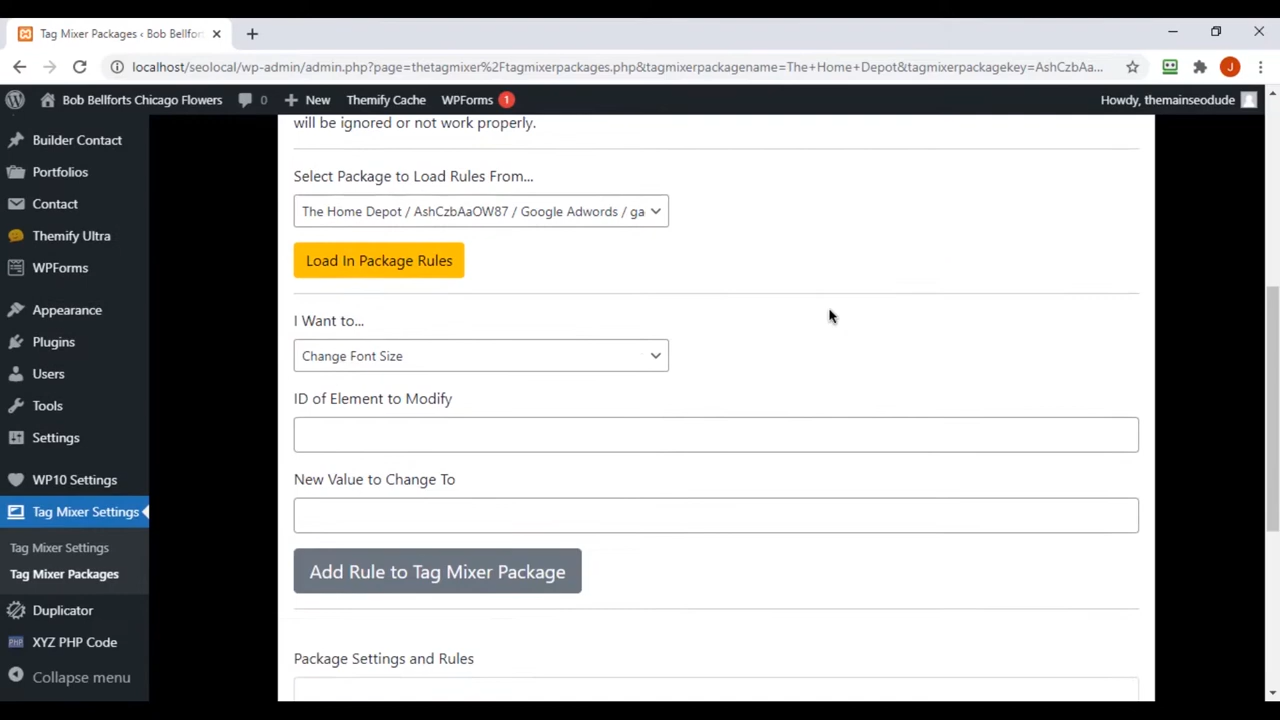 Tag Mixer Packages ‹ Bob Bellfor
localhost/seolocal/wp-admin/admin.php?page=thetagmixer%2Ftagmixerpackages.php&tagmixerpackagename=The+Home+Depot&tagmixerpackagekey=AshCzbAa...
J
Bob Bellforts Chicago Flowers
0
New
Themify Cache
WPForms 1
Howdy, themainseodude
Builder Contact
Portfolios
Contact
Themify Ultra
WPForms
Appearance
Plugins
Users
Tools
Settings
WP10 Settings
Tag Mixer Settings
Tag Mixer Settings
Tag Mixer Packages
Duplicator
PHP XYZ PHP Code
Collapse menu
will be ignored or not work properly.
Select Package to Load Rules From...
The Home Depot / AshCzbAaOW87 / Google Adwords / ga
Load In Package Rules
I Want to...
Change Font Size
ID of Element to Modify
New Value to Change To
Add Rule to Tag Mixer Package
Package Settings and Rules